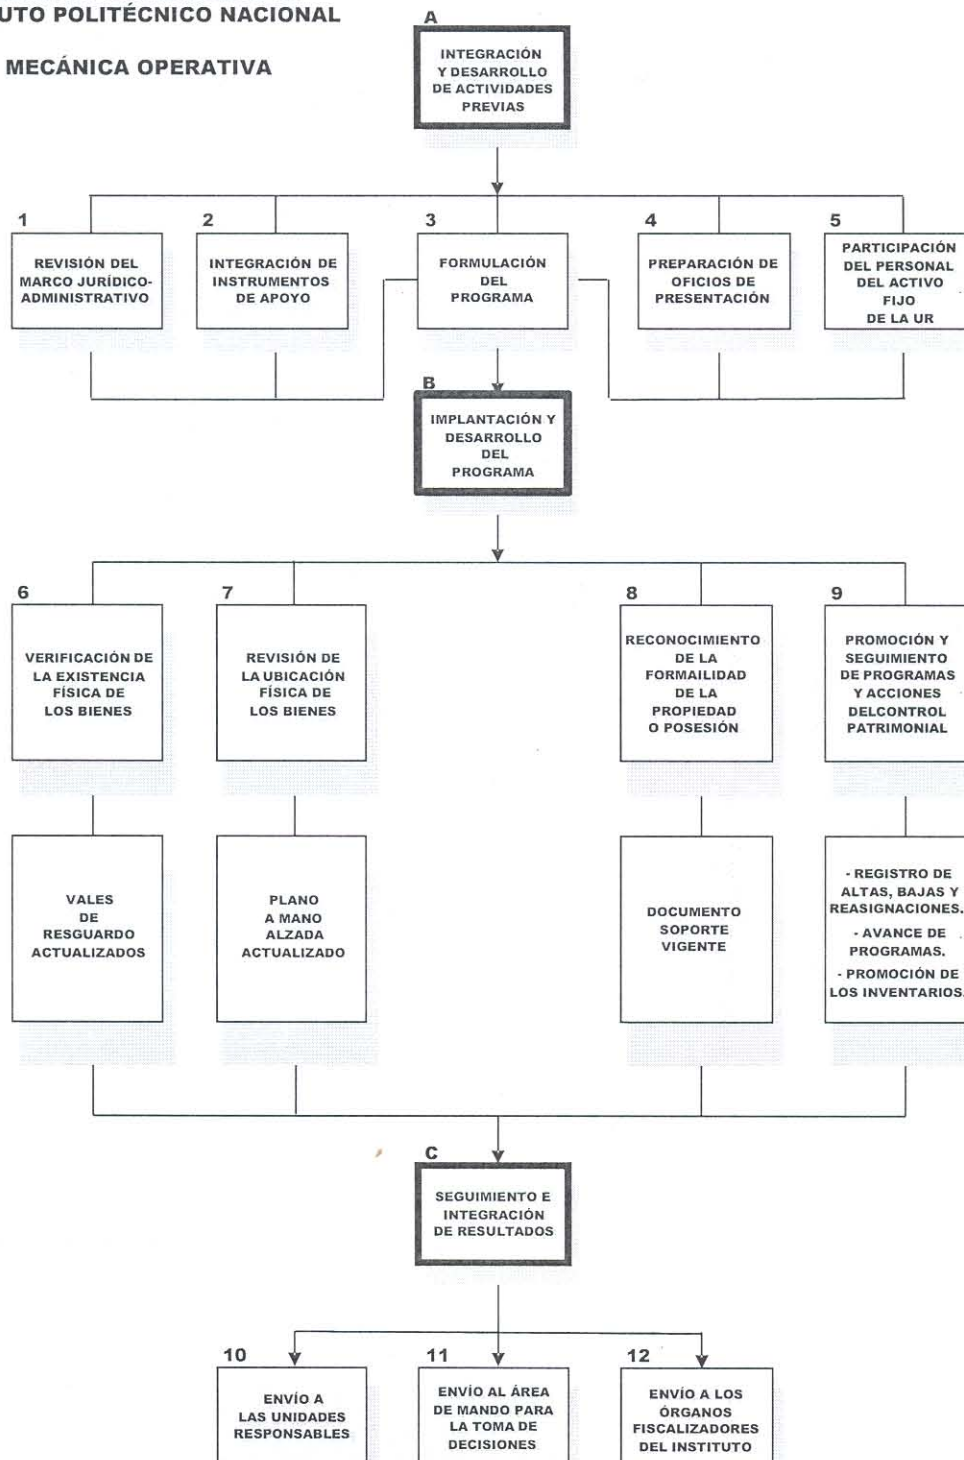 UTO POLITÉCNICO NACIONAL
MECÁNICA OPERATIVA
A
INTEGRACIÓN
Y DESARROLLO
DE ACTIVIDADES
PREVIAS
1
REVISIÓN DEL
MARCO JURÍDICO-
ADMINISTRATIVO
2
INTEGRACIÓN DE
INSTRUMENTOS
DE APOYO
3
FORMULACIÓN
DEL
PROGRAMA
4
PREPARACIÓN DE
OFICIOS DE
PRESENTACIÓN
5
PARTICIPACIÓN
DEL PERSONAL
DEL ACTIVO
FIJO
DE LA UR
B
IMPLANTACIÓN Y
DESARROLLO
DEL
PROGRAMA
6
VERIFICACIÓN DE
LA EXISTENCIA
FÍSICA DE
LOS BIENES
7
REVISIÓN DE
LA UBICACIÓN
FÍSICA DE
LOS BIENES
8
RECONOCIMIENTO
DE LA
FORMAILIDAD
DE LA
PROPIEDAD
O POSESIÓN
9
PROMOCIÓN Y
SEGUIMIENTO
DE PROGRAMAS
Y ACCIONES
DELCONTROL
PATRIMONIAL
VALES
DE
RESGUARDO
ACTUALIZADOS
PLANO
A MANO
ALZADA
ACTUALIZADO
DOCUMENTO
SOPORTE
VIGENTE
- REGISTRO DE
ALTAS, BAJAS Y
REASIGNACIONES.
- AVANCE DE
PROGRAMAS.
- PROMOCIÓN DE
LOS INVENTARIOS.
C
SEGUIMIENTO E
INTEGRACIÓN
DE RESULTADOS
10
ENVÍO A
LAS UNIDADES
RESPONSABLES
11
ENVÍO AL ÁREA
DE MANDO PARA
LA TOMA DE
DECISIONES
12
ENVÍO A LOS
ÓRGANOS
FISCALIZADORES
DEL INSTITUTO